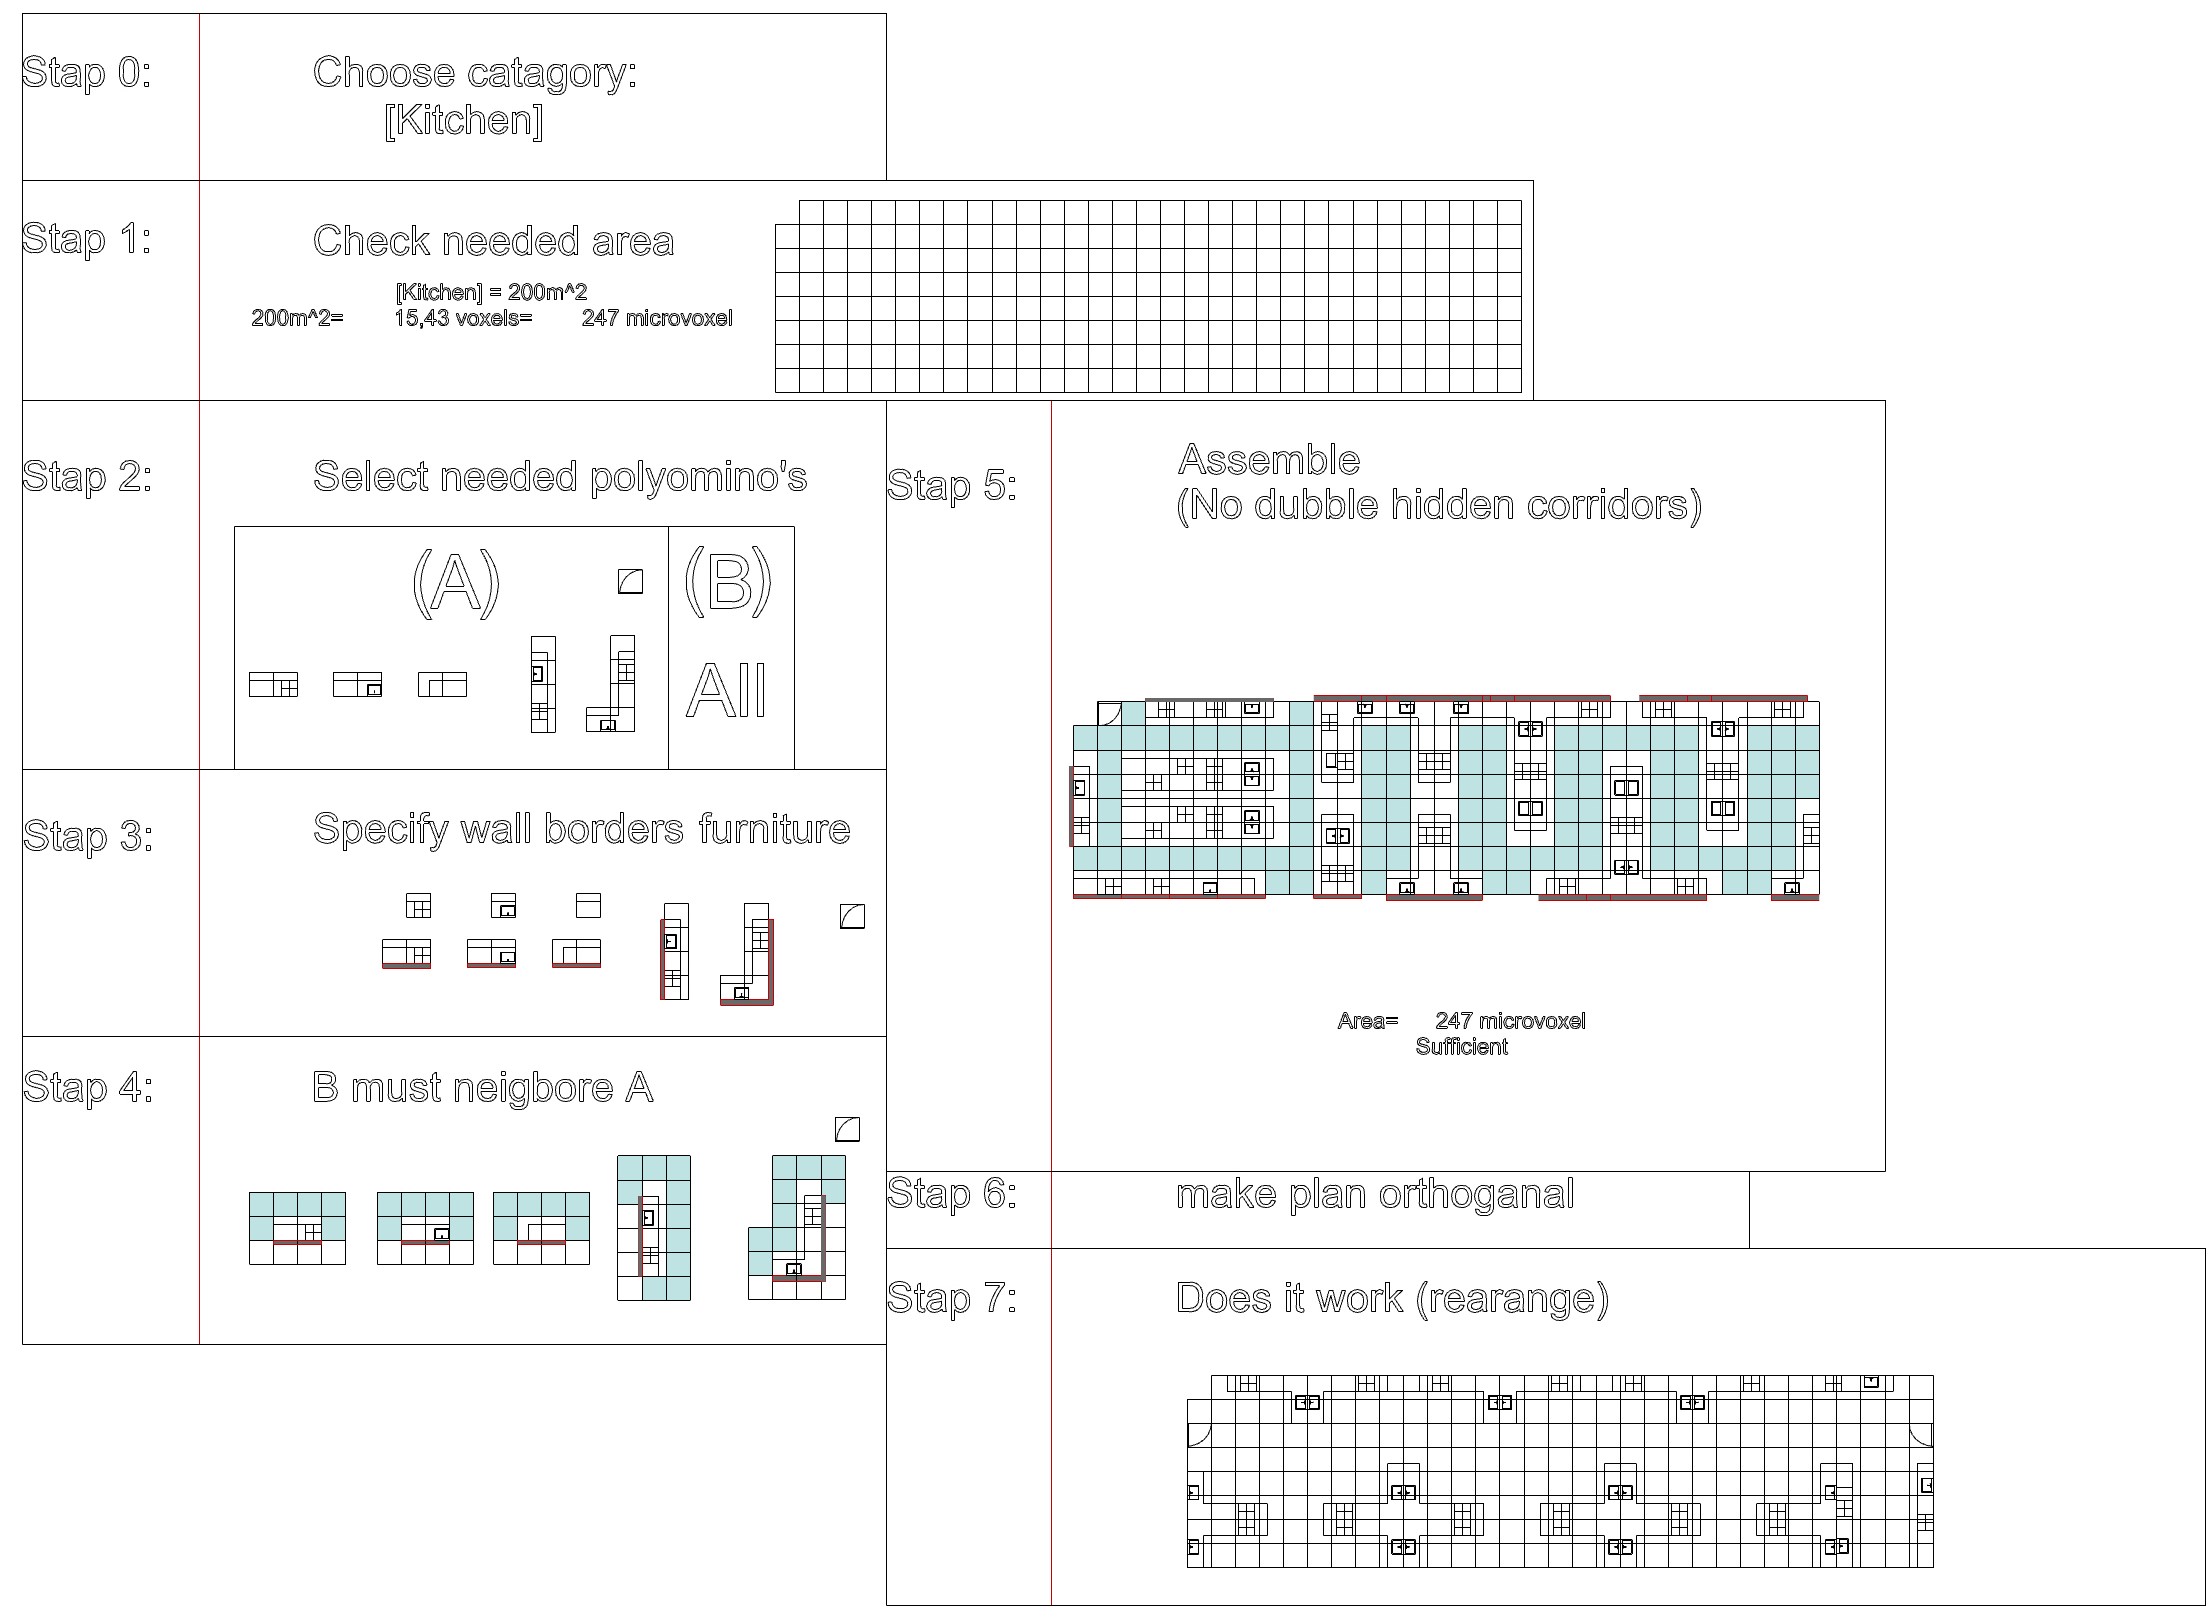 Stap 0:
Choose catagory:
[Kitchen]
Stap 1:
Check needed area
[Kitchen] = 200m^2
200m^2= 15,43 voxels= 247 microvoxel
Stap 2:
Select needed polyomino's
(A)
(B)
All
Stap 3:
Specify wall borders furniture
Stap 4:
B must neigbore A
Stap 5:
Assemble
(No dubble hidden corridors)
Area= 247 microvoxel
Sufficient
Stap 6:
make plan orthoganal
Stap 7:
Does it work (rearange)